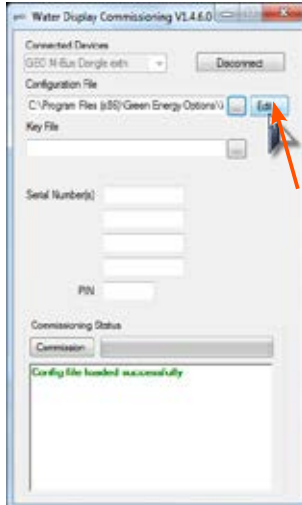 Water Display Commissioning V1.4.6.0
Connected Devices
GEO M-Bus Dongle extn
Disconnect
Configuration File
C:\Program Files (x86)\Green Energy Options\
...
Edit
Key File
...
Serial Number(s)
PIN
Commissioning Status
Commission
Config file loaded successfully